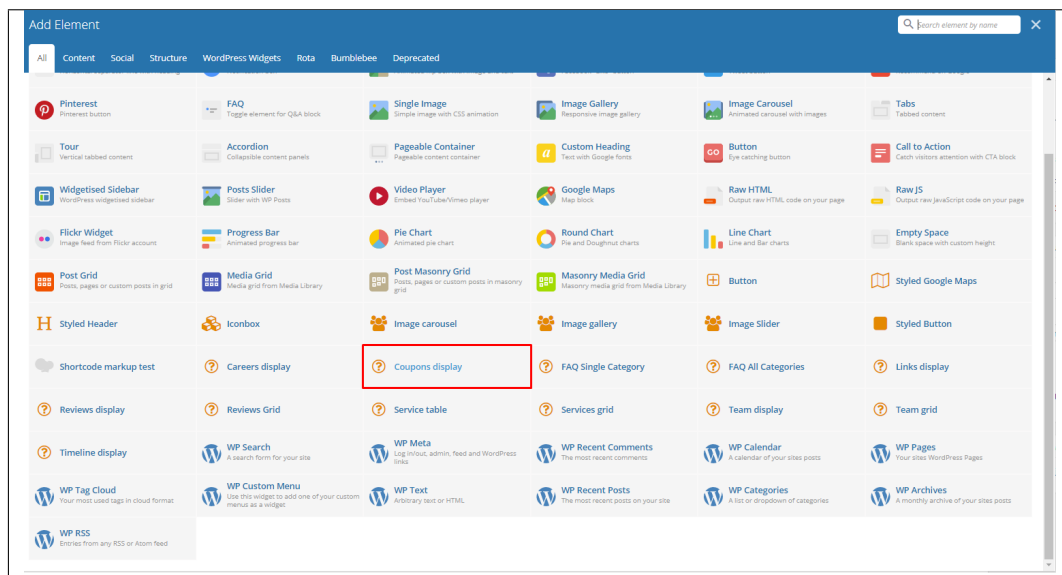 Add Element
Search element by name
All Content Social Structure WordPress Widgets Rota Bumblebee Deprecated
Pinterest
Pinterest button
FAQ
Toggle element for Q&A block
Single Image
Simple image with CSS animation
Image Gallery
Responsive image gallery
Image Carousel
Animated carousel with images
Tabs
Tabbed content
Tour
Vertical tabbed content
Accordion
Collapsible content panels
Pageable Container
Pageable content container
Custom Heading
Text with Google fonts
GO
Button
Eye catching button
Call to Action
Catch visitors attention with CTA block
Widgetised Sidebar
WordPress widgetised sidebar
Posts Slider
Slider with WP Posts
Video Player
Embed YouTube/Vimeo player
Google Maps
Map block
Raw HTML
Output raw HTML code on your page
Raw JS
Output raw JavaScript code on your page
Flickr Widget
Image feed from Flickr account
Progress Bar
Animated progress bar
Pie Chart
Animated pie chart
Round Chart
Pie and Doughnut charts
Line Chart
Line and Bar charts
Empty Space
Blank space with custom height
Post Grid
Posts, pages or custom posts in grid
Media Grid
Media grid from Media Library
Post Masonry Grid
Posts, pages or custom posts in masonry
grid
Masonry Media Grid
Masonry media grid from Media Library
Button
Styled Google Maps
H Styled Header
Iconbox
Image carousel
Image gallery
Image Slider
Styled Button
Shortcode markup test
? Careers display
? Coupons display
? FAQ Single Category
? FAQ All Categories
? Links display
? Reviews display
? Reviews Grid
? Service table
? Services grid
? Team display
? Team grid
? Timeline display
WP Search
A search form for your site
WP Meta
Log in/out, admin, feed and WordPress
links
WP Recent Comments
The most recent comments
WP Calendar
A calendar of your sites posts
WP Pages
Your sites WordPress Pages
WP Tag Cloud
Your most used tags in cloud format
WP Custom Menu
Use this widget to add one of your custom
menus as a widget
WP Text
Arbitrary text or HTML
WP Recent Posts
The most recent posts on your site
WP Categories
A list or dropdown of categories
WP Archives
A monthly archive of your sites posts
WP RSS
Entries from any RSS or Atom feed